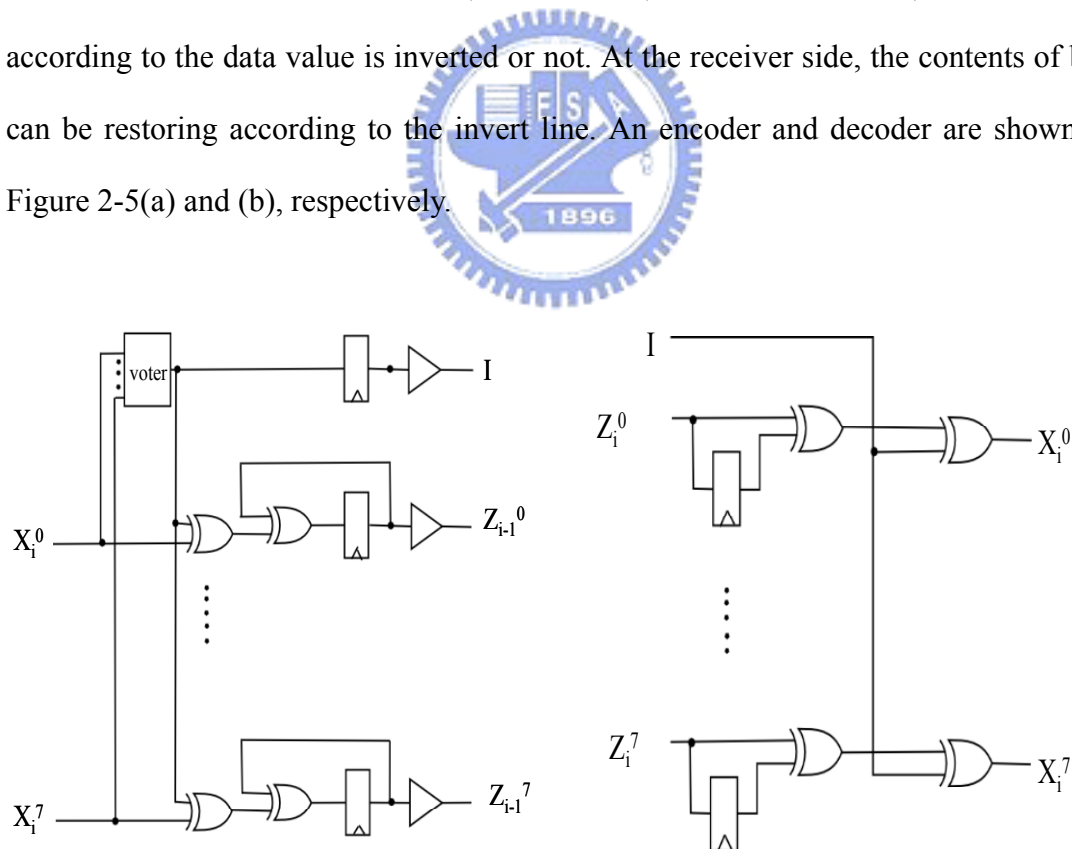 according to the data value is inverted or not. At the receiver side, the contents of
can be restoring according to the invert line. An encoder and decoder are shown
Figure 2-5(a) and (b), respectively.
E S A
1896
voter
I
X_i^0
Z_{i-1}^0
X_i^7
Z_{i-1}^7
I
Z_i^0
X_i^0
Z_i^7
X_i^7